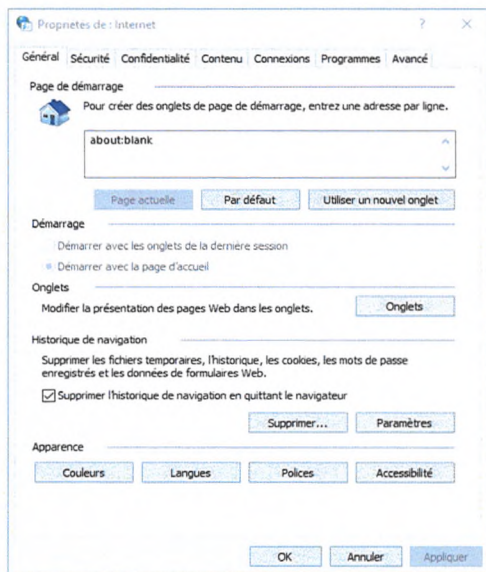 Propriétés de : Internet
?
Général Sécurité Confidentialité Contenu Connexions Programmes Avancé
Page de démarrage
Pour créer des onglets de page de démarrage, entrez une adresse par ligne.
about:blank
Page actuelle Par défaut Utiliser un nouvel onglet
Démarrage
Démarrer avec les onglets de la dernière session
Démarrer avec la page d'accueil
Onglets
Modifier la présentation des pages Web dans les onglets.
Onglets
Historique de navigation
Supprimer les fichiers temporaires, l'historique, les cookies, les mots de passe
enregistrés et les données de formulaires Web.
Supprimer l'historique de navigation en quittant le navigateur
Supprimer... Paramètres
Apparence
Couleurs Langues Polices Accessibilité
OK Annuler Appliquer